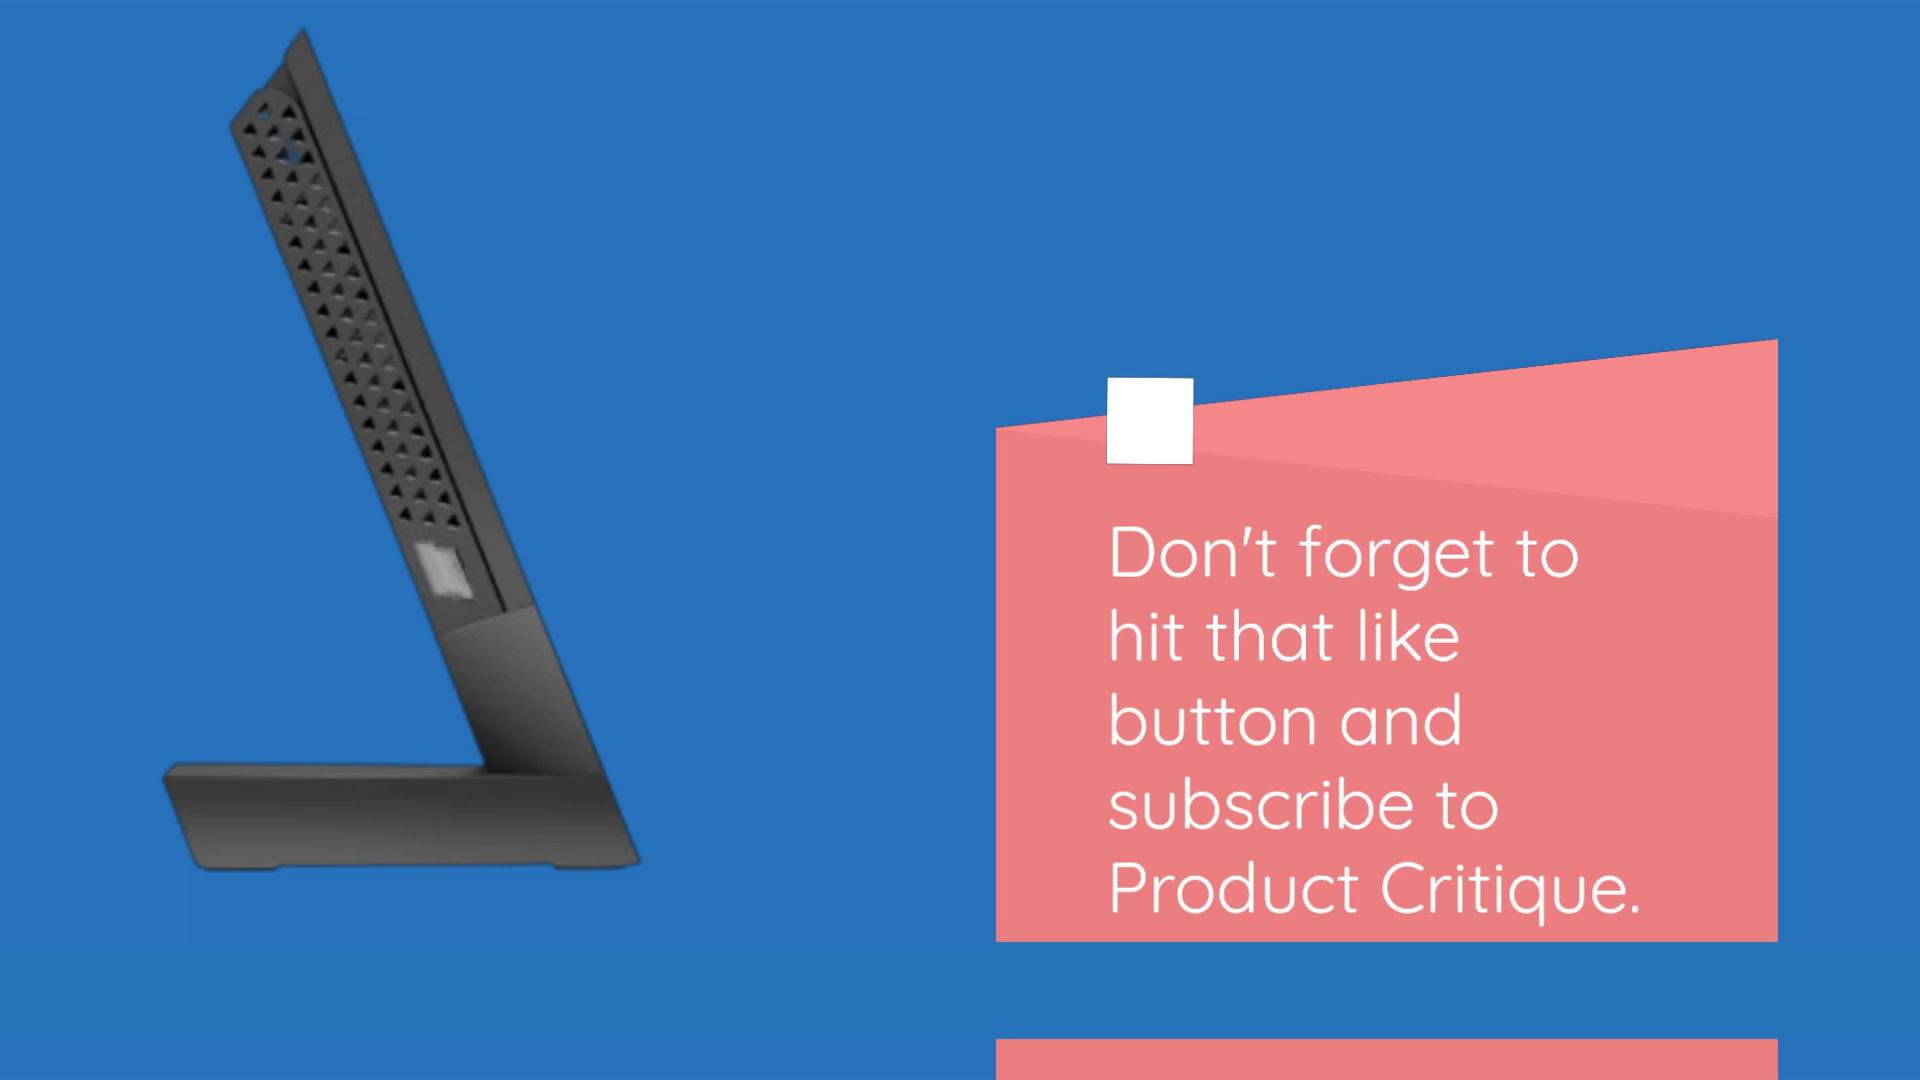 Don't forget to
hit that like
button and
subscribe to
Product Critique.